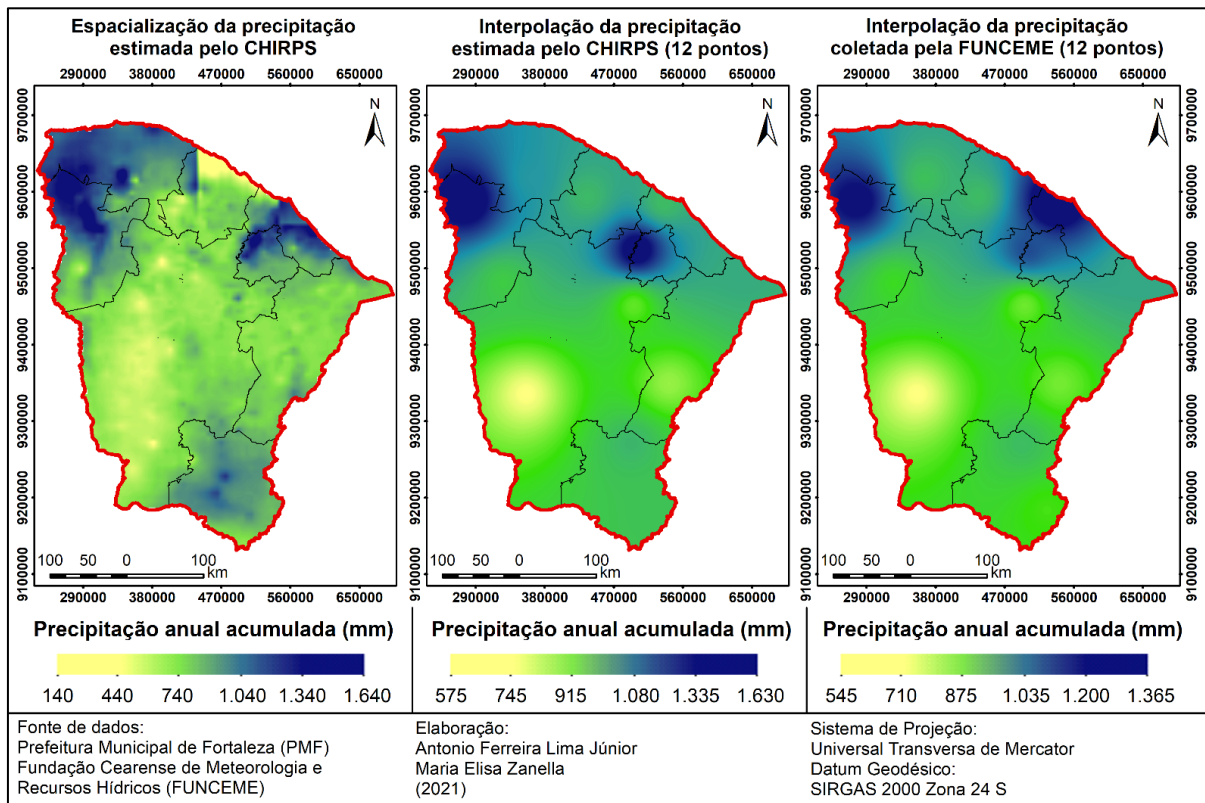 Espacialização da precipitação
estimada pelo CHIRPS
290000 380000 470000 560000 650000
N
9700000
9600000
9500000
9400000
9300000
9200000
9100000
100 50 0 100
km
290000 380000 470000 560000 650000
Interpolação da precipitação
estimada pelo CHIRPS (12 pontos)
290000 380000 470000 560000 650000
N
100 50 0 100
km
290000 380000 470000 560000 650000
Interpolação da precipitação
coletada pela FUNCEME (12 pontos)
290000 380000 470000 560000 650000
N
9700000
9600000
9500000
9400000
9300000
9200000
9100000
100 50 0 100
km
290000 380000 470000 560000 650000
Precipitação anual acumulada (mm)
140 440 740 1.040 1.340 1.640
Precipitação anual acumulada (mm)
575 745 915 1.080 1.335 1.630
Precipitação anual acumulada (mm)
545 710 875 1.035 1.200 1.365
Fonte de dados:
Prefeitura Municipal de Fortaleza (PMF)
Fundação Cearense de Meteorologia e
Recursos Hídricos (FUNCEME)
Elaboração:
Antonio Ferreira Lima Júnior
Maria Elisa Zanella
(2021)
Sistema de Projeção:
Universal Transversa de Mercator
Datum Geodésico:
SIRGAS 2000 Zona 24 S